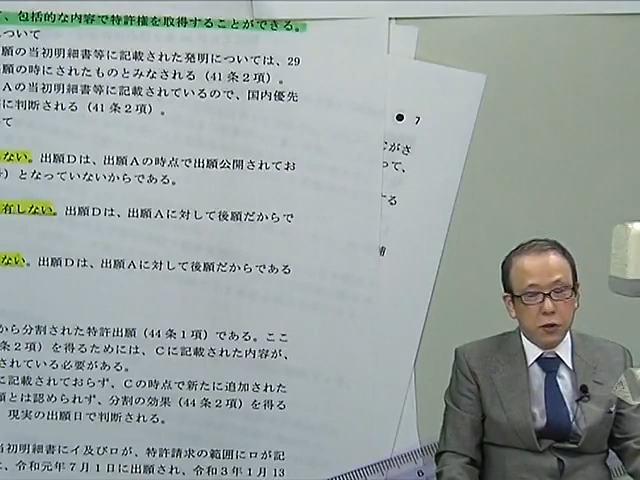 、包括的な内容で特許権を取得することができる。
ついて
願の当初明細書等に記載された発明については、29
願の時にされたものとみなされる（41条2項）。
Aの当初明細書等に記載されているので、国内優先
に判断される（41条2項）。
て
ない。出願Dは、出願Aの時点で出願公開されてお
）となっていないからである。
有しない。出願Dは、出願Aに対して後願だからで
ない。出願Dは、出願Aに対して後願だからである
から分割された特許出願（44条1項）である。ここ
条2項）を得るためには、Cに記載された内容が、
されている必要がある。
に記載されておらず、Cの時点で新たに追加された
願とは認められず、分割の効果（44条2項）を得る
現実の出願日で判断される。
当初明細書にイ及びロが、特許請求の範囲にロが記
、令和元年7月1日に出願され、令和3年1月13
● 7
がさ
って、
する
6